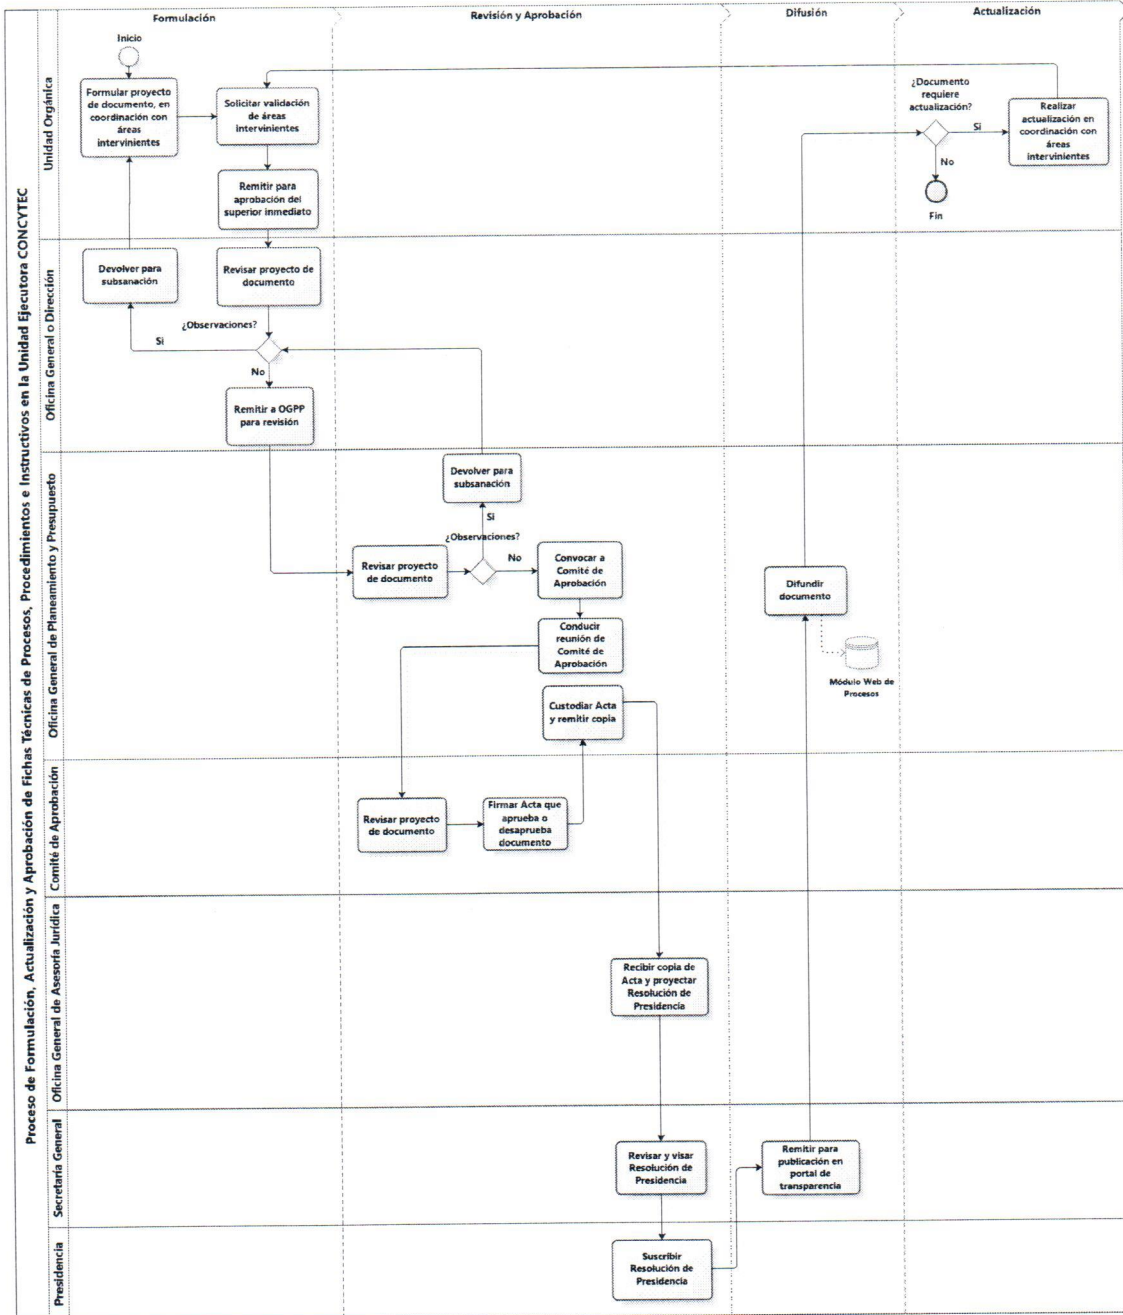 Proceso de Formulación, Actualización y Aprobación de Fichas Técnicas de Procesos, Procedimientos e Instructivos en la Unidad Ejecutora CONCYTEC
Formulación
Revisión y Aprobación
Difusión
Actualización
Unidad Orgánica
Inicio
Formular proyecto
de documento, en
coordinación con
áreas
intervinientes
Solicitar validación
de áreas
intervinientes
Remitir para
aprobación del
superior inmediato
¿Documento
requiere
actualización?
Si
No
Fin
Realizar
actualización en
coordinación con
áreas
intervinientes
Oficina General o Dirección
Devolver para
subsanación
Revisar proyecto de
documento
¿Observaciones?
Si
No
Remitir a OGPP
para revisión
Oficina General de Planeamiento y Presupuesto
Devolver para
subsanación
Si
¿Observaciones?
Revisar proyecto
de documento
No
Convocar a
Comité de
Aprobación
Conducir
reunión de
Comité de
Aprobación
Custodiar Acta
y remitir copia
Difundir
documento
Módulo Web de
Procesos
Comité de Aprobación
Revisar proyecto
de documento
Firmar Acta que
aprueba o
desaprueba
documento
Oficina General de Asesoría Jurídica
Recibir copia de
Acta y proyectar
Resolución de
Presidencia
Secretaría General
Revisar y visar
Resolución de
Presidencia
Remitir para
publicación en
portal de
transparencia
Presidencia
Suscribir
Resolución de
Presidencia